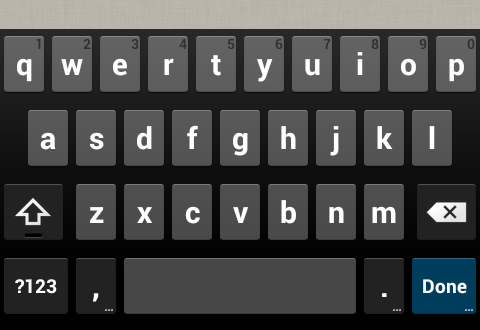 1 2 3 4 5 6 7 8 9 0
q w e r t y u i o p
a s d f g h j k l
z x c v b n m
?123 , ... . ... Done ...